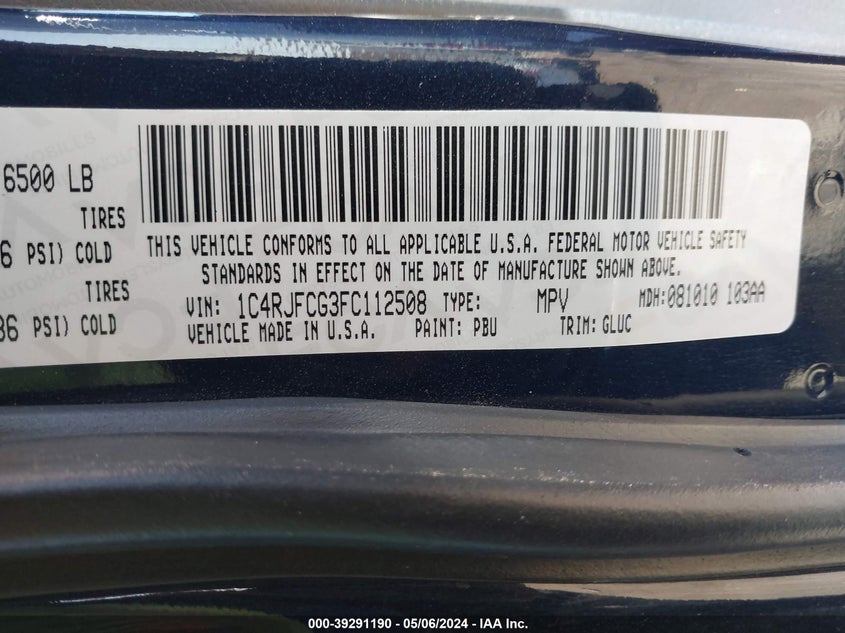 6500 LB
TIRES
6 PSI) COLD
TIRES
36 PSI) COLD
THIS VEHICLE CONFORMS TO ALL APPLICABLE U.S.A. FEDERAL MOTOR VEHICLE SAFETY
STANDARDS IN EFFECT ON THE DATE OF MANUFACTURE SHOWN ABOVE.
VIN: 1C4RJFCG3FC112508 TYPE: MPV MDH:081010 103AA
VEHICLE MADE IN U.S.A. PAINT: PBU TRIM: GLUC
000-39291190 - 05/06/2024 - IAA Inc.